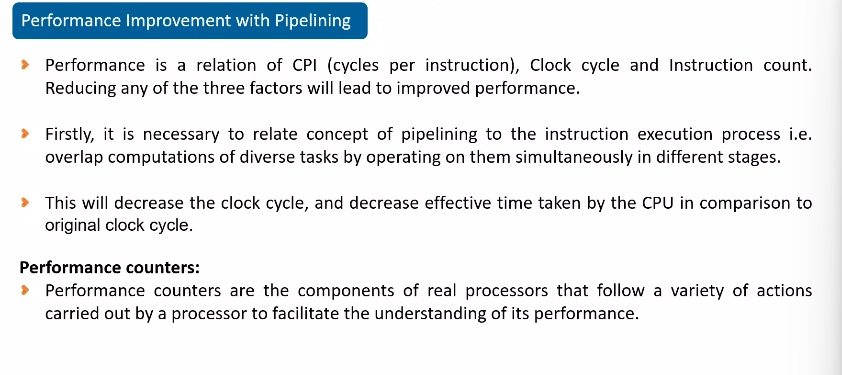 Performance Improvement with Pipelining
Performance is a relation of CPI (cycles per instruction), Clock cycle and Instruction count.
Reducing any of the three factors will lead to improved performance.
Firstly, it is necessary to relate concept of pipelining to the instruction execution process i.e.
overlap computations of diverse tasks by operating on them simultaneously in different stages.
This will decrease the clock cycle, and decrease effective time taken by the CPU in comparison to
original clock cycle.
Performance counters:
Performance counters are the components of real processors that follow a variety of actions
carried out by a processor to facilitate the understanding of its performance.